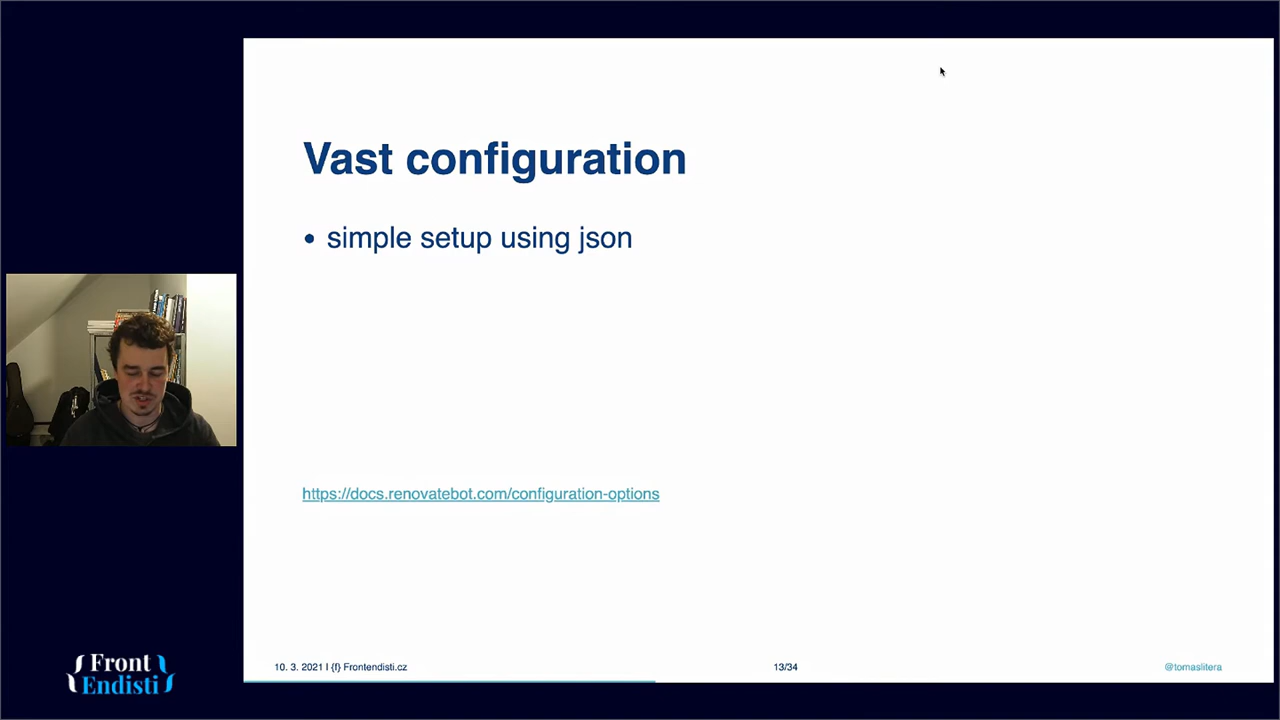 Vast configuration
• simple setup using json
https://docs.renovatebot.com/configuration-options
10. 3. 2021 | {f} Frontendisti.cz
13/34
@tomaslitera
{Front}
{Endisti}